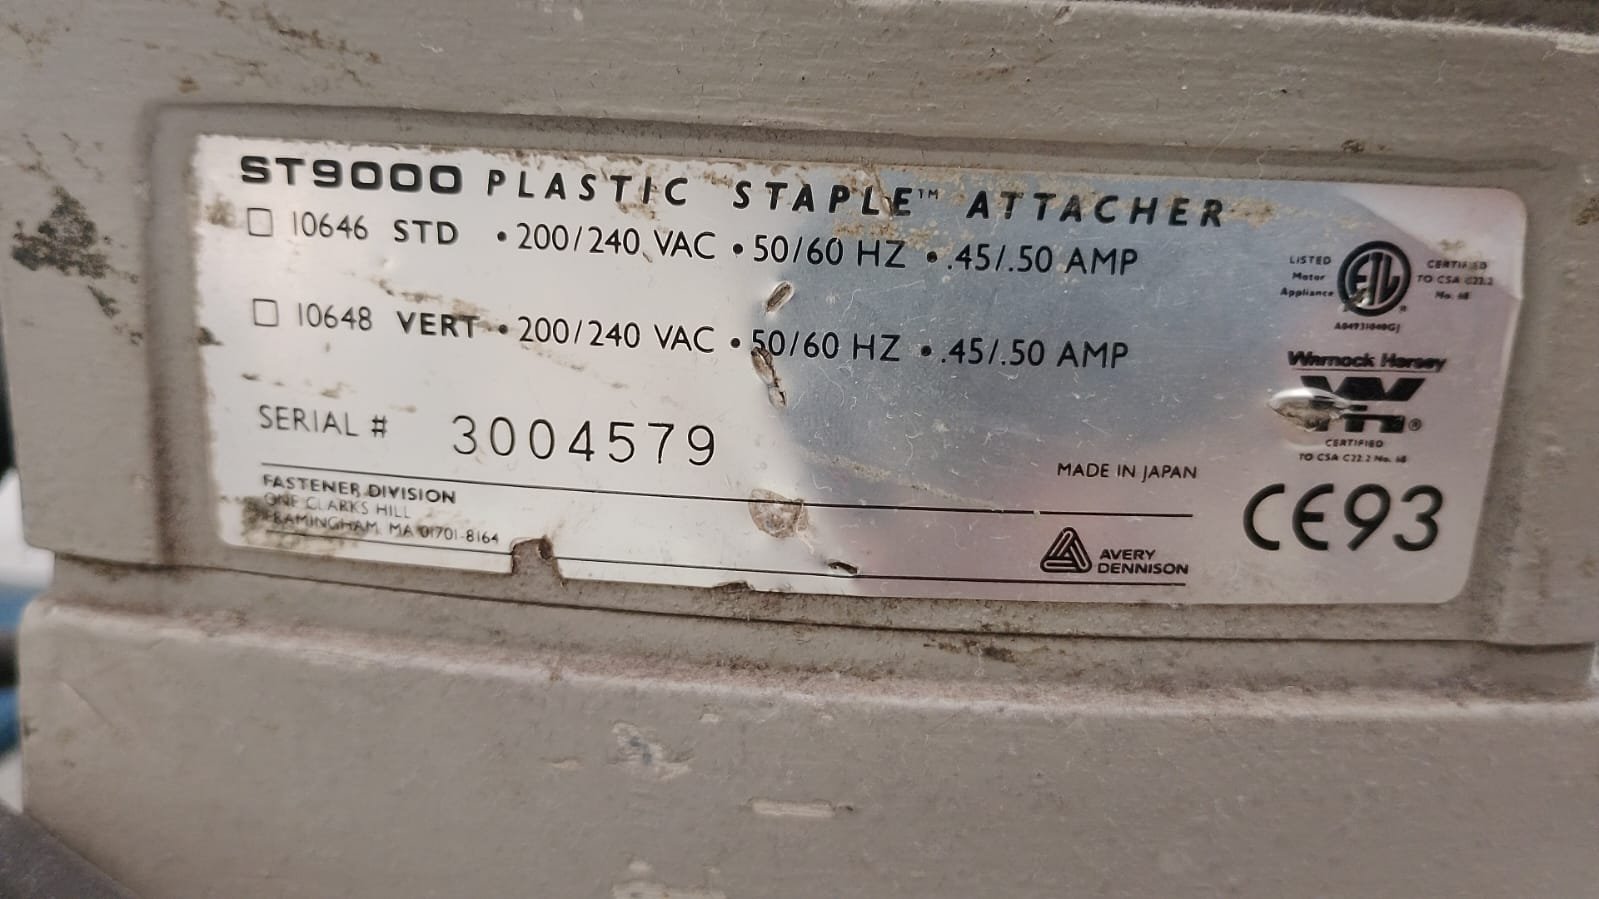 ST9000 PLASTIC STAPLE™ ATTACHER
☐ 10646 STD • 200/240 VAC • 50/60 HZ • .45/.50 AMP
☐ 10648 VERT • 200/240 VAC • 50/60 HZ • .45/.50 AMP
SERIAL # 3004579
FASTENER DIVISION
ONE CLARKS HILL
FRAMINGHAM, MA 01701-8164
MADE IN JAPAN
AVERY
DENNISON
LISTED
Motor
Appliance
ETL
®
CERTIFIED
TO CSA C22.2
No. 68
Warnock Hersey
®
CERTIFIED
TO CSA C22.2 No. 68
CE93